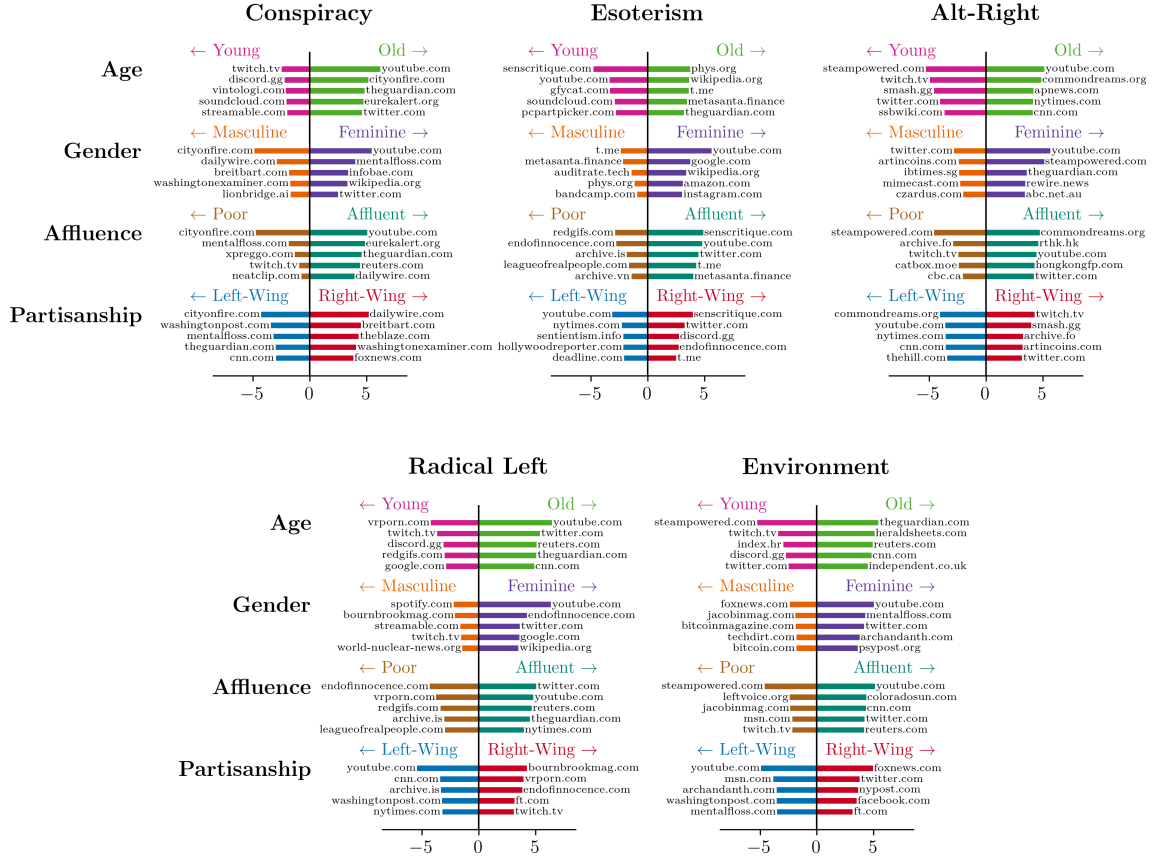 Conspiracy
Esoterism
Alt-Right
Age
← Young Old →
twitch.tv youtube.com
discord.gg cityonfire.com
vintologi.com theguardian.com
soundcloud.com eurekalert.org
streamable.com twitter.com
← Young Old →
senscritique.com phys.org
youtube.com wikipedia.org
gfycat.com t.me
soundcloud.com metasanta.finance
pcpartpicker.com theguardian.com
← Young Old →
steampowered.com youtube.com
twitch.tv commondreams.org
smash.gg apnews.com
twitter.com nytimes.com
ssbwiki.com cnn.com
Gender
← Masculine Feminine →
cityonfire.com youtube.com
dailywire.com mentalfloss.com
breitbart.com infobae.com
washingtonexaminer.com wikipedia.org
lionbridge.ai twitter.com
← Masculine Feminine →
t.me youtube.com
metasanta.finance google.com
auditrate.tech wikipedia.org
phys.org amazon.com
bandcamp.com instagram.com
← Masculine Feminine →
twitter.com youtube.com
artincoins.com steampowered.com
ibtimes.sg theguardian.com
mimecast.com rewire.news
czardus.com abc.net.au
Affluence
← Poor Affluent →
cityonfire.com youtube.com
mentalfloss.com eurekalert.org
xpreggo.com theguardian.com
twitch.tv reuters.com
neatclip.com dailywire.com
← Poor Affluent →
redgifs.com senscritique.com
endofinnocence.com youtube.com
archive.is twitter.com
leagueofrealpeople.com t.me
archive.vn metasanta.finance
← Poor Affluent →
steampowered.com commondreams.org
archive.fo rthk.hk
twitch.tv youtube.com
catbox.moe hongkongfp.com
cbc.ca twitter.com
Partisanship
← Left-Wing Right-Wing →
cityonfire.com dailywire.com
washingtonpost.com breitbart.com
mentalfloss.com theblaze.com
theguardian.com washingtonexaminer.com
cnn.com foxnews.com
← Left-Wing Right-Wing →
youtube.com senscritique.com
nytimes.com twitter.com
sentientism.info discord.gg
hollywoodreporter.com endofinnocence.com
deadline.com t.me
← Left-Wing Right-Wing →
commondreams.org twitch.tv
youtube.com smash.gg
nytimes.com archive.fo
cnn.com artincoins.com
thehill.com twitter.com
−5 0 5
−5 0 5
−5 0 5
Radical Left
Environment
Age
← Young Old →
vrporn.com youtube.com
twitch.tv twitter.com
discord.gg reuters.com
redgifs.com theguardian.com
google.com cnn.com
← Young Old →
steampowered.com theguardian.com
twitch.tv heraldsheets.com
index.hr reuters.com
discord.gg cnn.com
twitter.com independent.co.uk
Gender
← Masculine Feminine →
spotify.com youtube.com
bournbrookmag.com endofinnocence.com
streamable.com twitter.com
twitch.tv google.com
world-nuclear-news.org wikipedia.org
← Masculine Feminine →
foxnews.com youtube.com
jacobinmag.com mentalfloss.com
bitcoinmagazine.com twitter.com
techdirt.com archandanth.com
bitcoin.com psypost.org
Affluence
← Poor Affluent →
endofinnocence.com twitter.com
vrporn.com youtube.com
redgifs.com reuters.com
archive.is theguardian.com
leagueofrealpeople.com nytimes.com
← Poor Affluent →
steampowered.com youtube.com
leftvoice.org coloradosun.com
jacobinmag.com cnn.com
msn.com twitter.com
twitch.tv reuters.com
Partisanship
← Left-Wing Right-Wing →
youtube.com bournbrookmag.com
cnn.com vrporn.com
archive.is endofinnocence.com
washingtonpost.com ft.com
nytimes.com twitch.tv
← Left-Wing Right-Wing →
youtube.com foxnews.com
msn.com twitter.com
archandanth.com nypost.com
washingtonpost.com facebook.com
mentalfloss.com ft.com
−5 0 5
−5 0 5